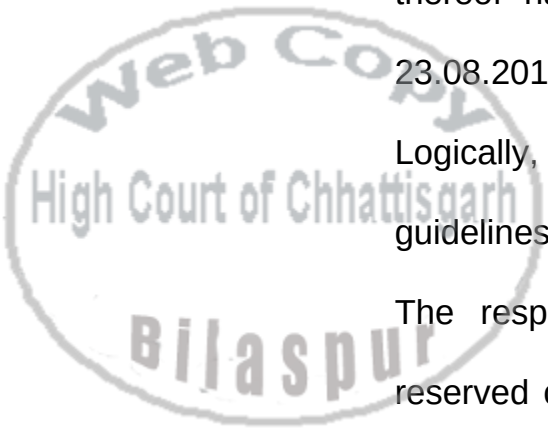 thereof
23.08.201
Logically,
guidelines
The resp
reserved
Web Copy
High Court of Chhattisgarh
Bilaspur